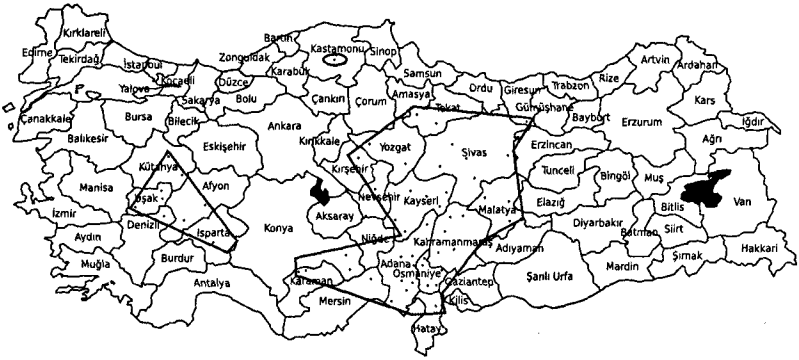 Kırklareli
Edirne
Tekirdağ
İstanbul
Kocaeli
Yalova
Sakarya
Düzce
Zonguldak
Bartın
Karabük
Kastamonu
Sinop
Samsun
Ordu
Giresun
Trabzon
Rize
Artvin
Ardahan
Kars
Iğdır
Ağrı
Erzurum
Bayburt
Gümüşhane
Tokat
Amasya
Çorum
Çankırı
Bolu
Bilecik
Bursa
Çanakkale
Balıkesir
Kütahya
Eskişehir
Ankara
Kırıkkale
Kırşehir
Yozgat
Sivas
Erzincan
Tunceli
Bingöl
Muş
Van
Bitlis
Siirt
Batman
Diyarbakır
Elazığ
Malatya
Kayseri
Nevşehir
Aksaray
Konya
Afyon
Uşak
Manisa
İzmir
Aydın
Denizli
Isparta
Burdur
Muğla
Antalya
Karaman
Mersin
Niğde
Adana
Osmaniye
Kahramanmaraş
Adıyaman
Gaziantep
Kilis
Hatay
Şanlı Urfa
Mardin
Şırnak
Hakkari